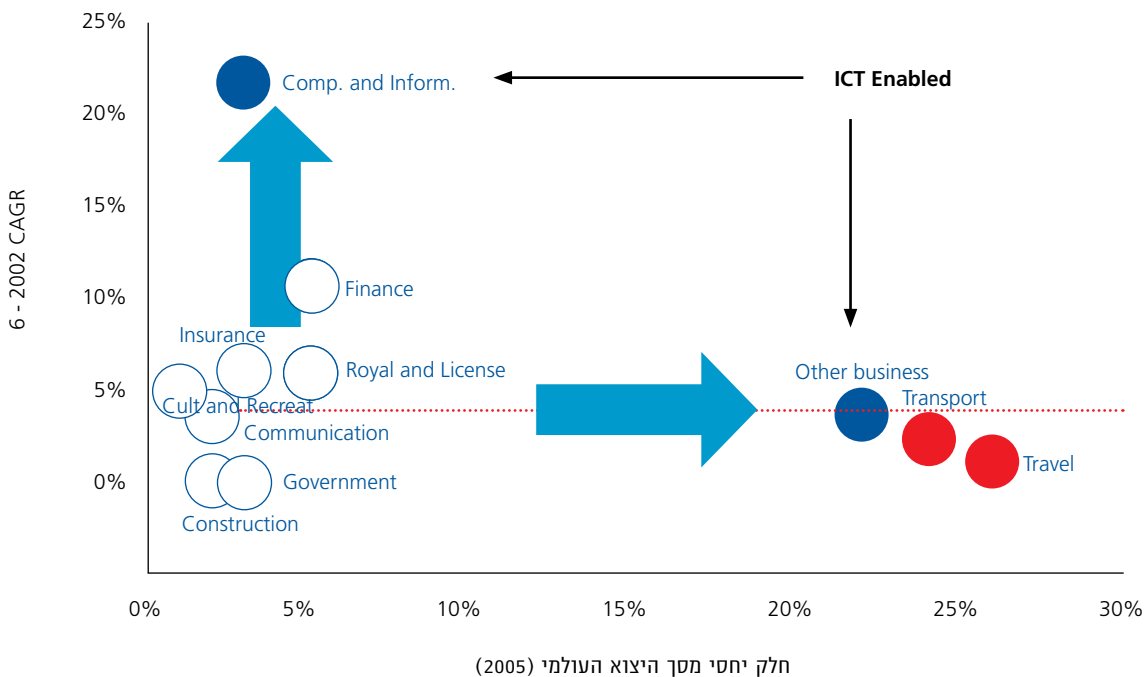 25%
Comp. and Inform.
ICT Enabled
20%
15%
6 - 2002 CAGR
10%
Finance
Insurance
Royal and License
Other business
5%
Cult and Recreat
Transport
Communication
Travel
0%
Government
Construction
0%
5%
10%
15%
20%
25%
30%
חלק יחסי מסך היצוא העולמי (2005)